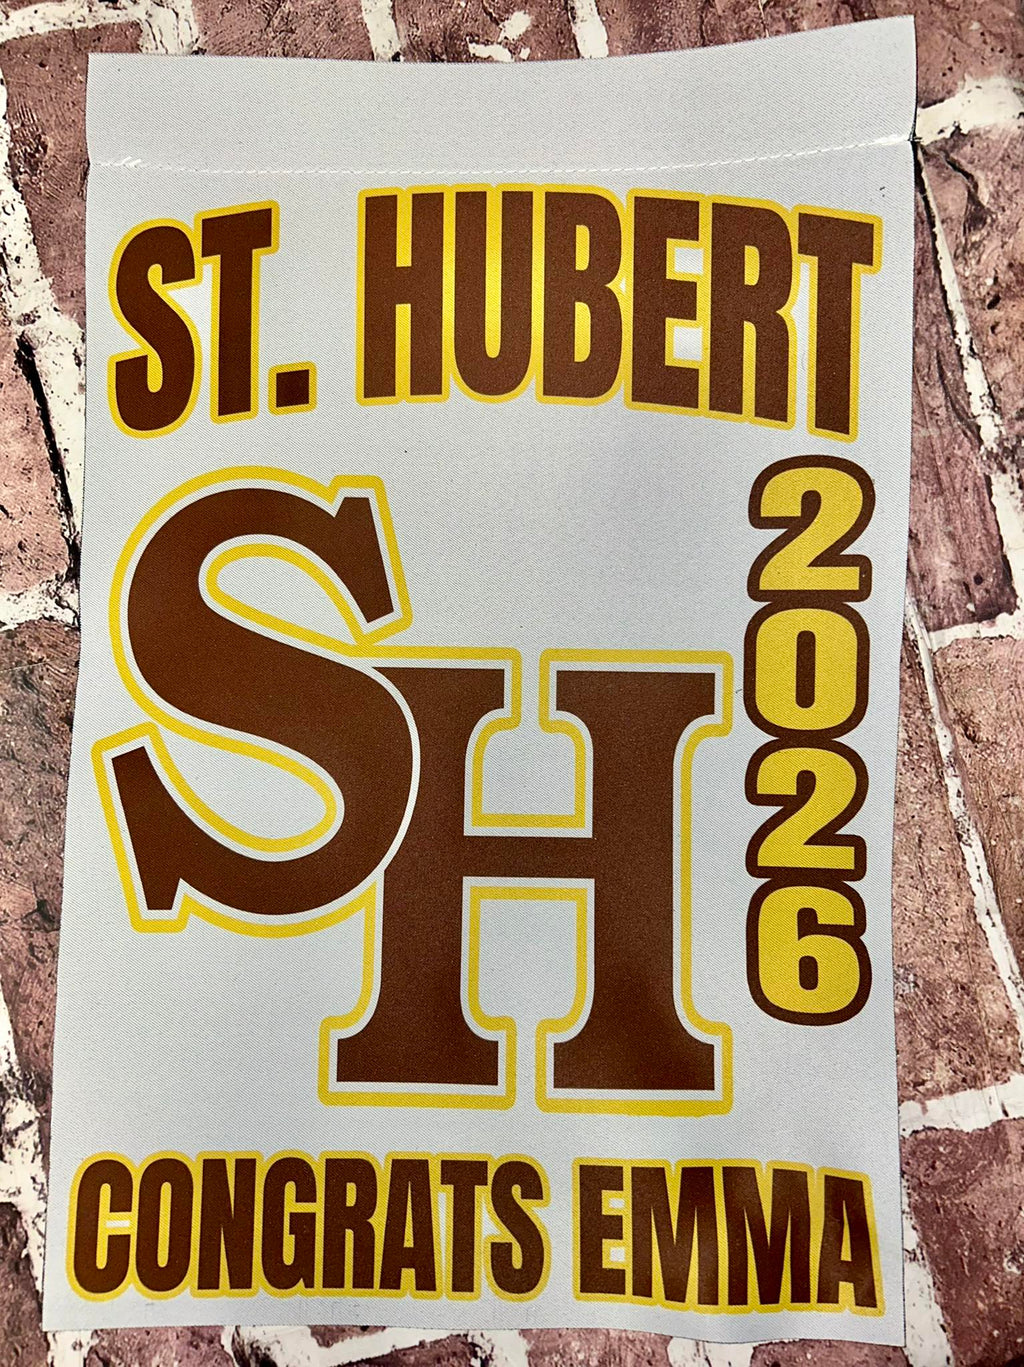 ST. HUBERT
SH
2026
CONGRATS EMMA